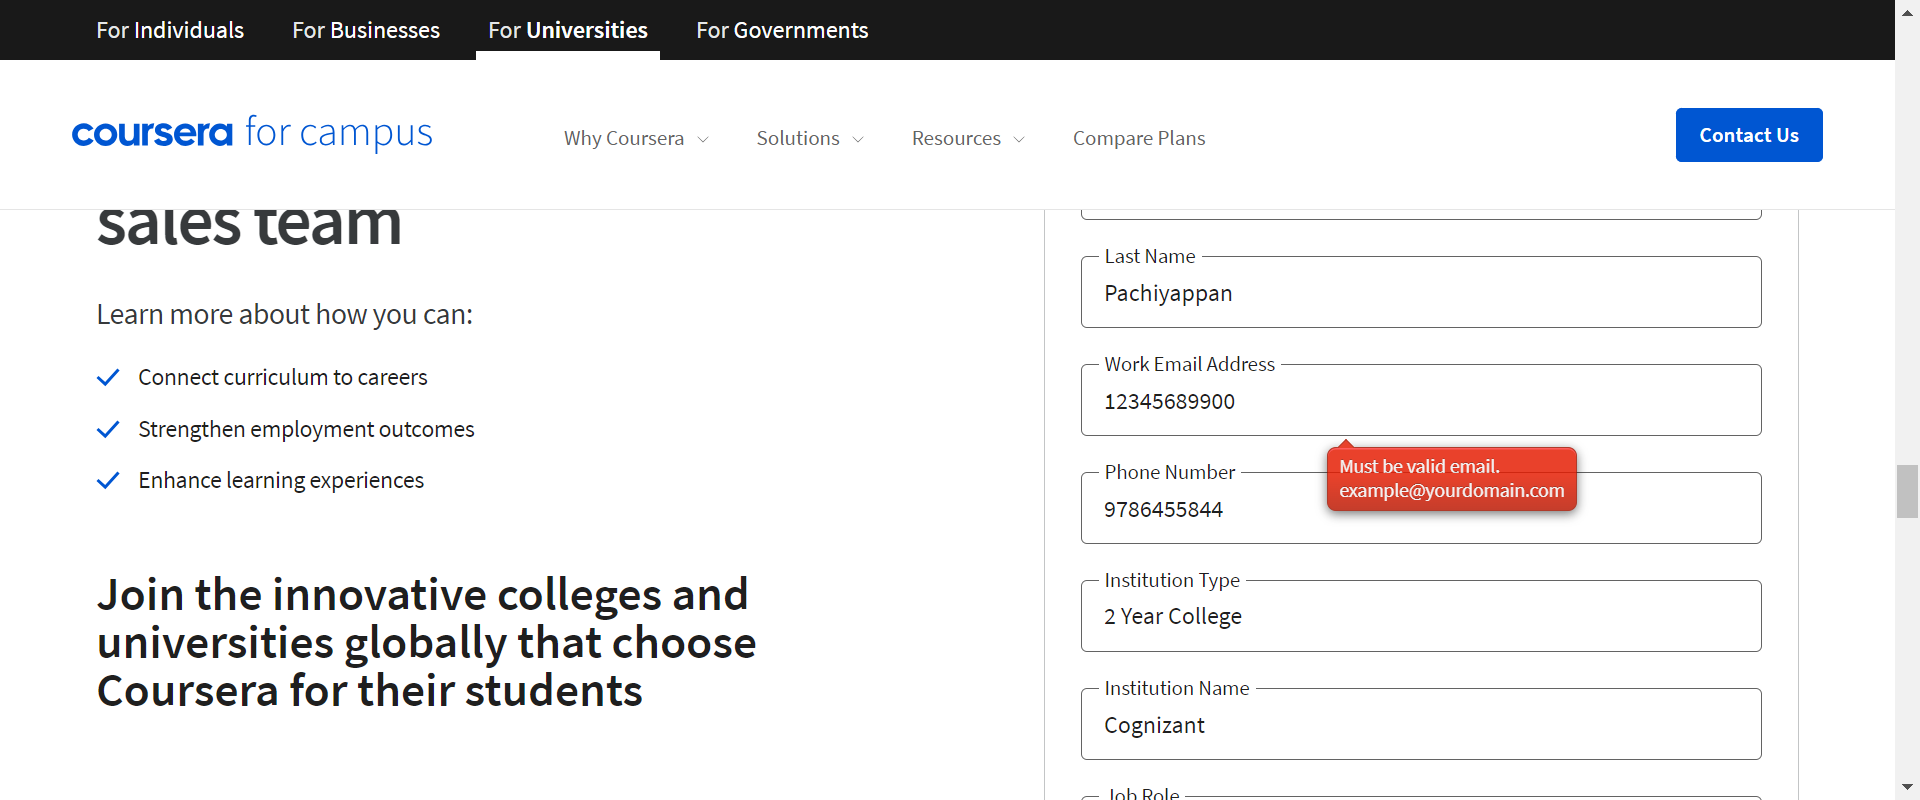 For Individuals
For Businesses
For Universities
For Governments
coursera for campus
Why Coursera
Solutions
Resources
Compare Plans
Contact Us
sales team
Learn more about how you can:
Connect curriculum to careers
Strengthen employment outcomes
Enhance learning experiences
Join the innovative colleges and
universities globally that choose
Coursera for their students
Last Name
Pachiyappan
Work Email Address
12345689900
Must be valid email.
example@yourdomain.com
Phone Number
9786455844
Institution Type
2 Year College
Institution Name
Cognizant
Job Role